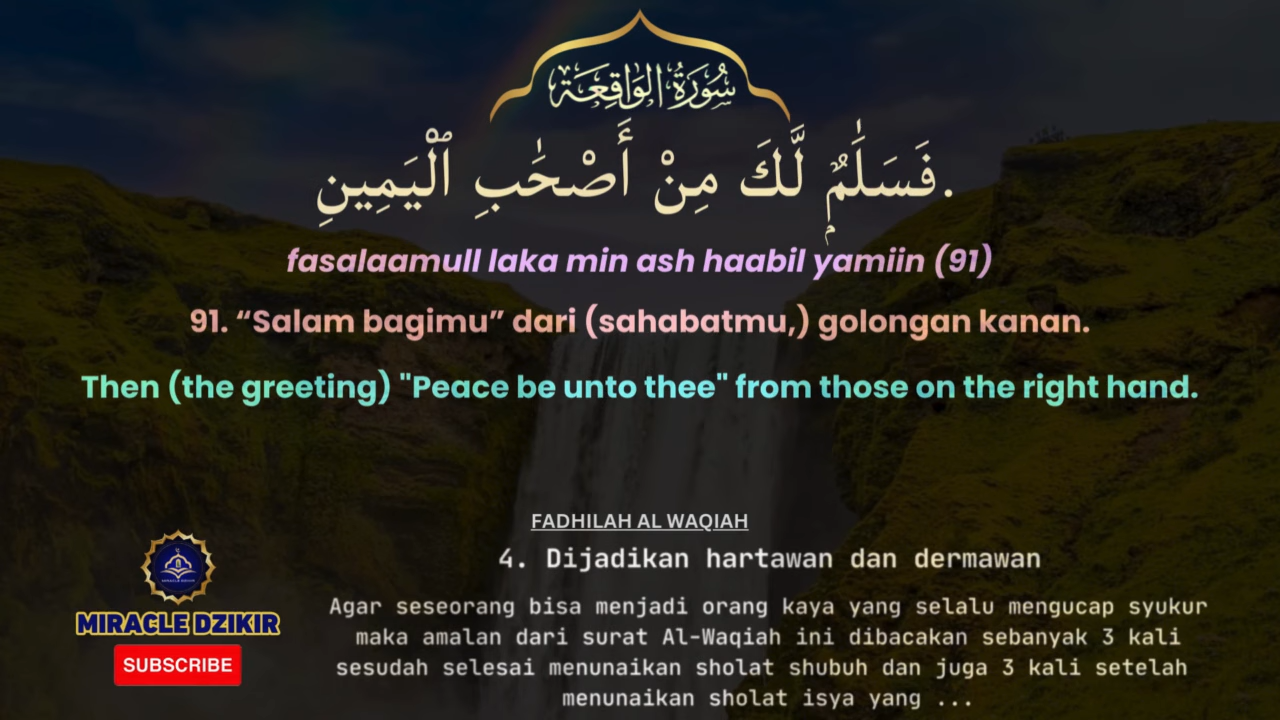 سُورَةُ الوَاقِعَة
فَسَلَٰمٌۭ لَّكَ مِنْ أَصْحَٰبِ ٱلْيَمِينِ.
fasalaamull laka min ash haabil yamiin (91)
91. “Salam bagimu” dari (sahabatmu,) golongan kanan.
Then (the greeting) "Peace be unto thee" from those on the right hand.
FADHILAH AL WAQIAH
4. Dijadikan hartawan dan dermawan
Agar seseorang bisa menjadi orang kaya yang selalu mengucap syukur
maka amalan dari surat Al-Waqiah ini dibacakan sebanyak 3 kali
sesudah selesai menunaikan sholat shubuh dan juga 3 kali setelah
menunaikan sholat isya yang ...
MIRACLE DZIKIR
MIRACLE DZIKIR
SUBSCRIBE